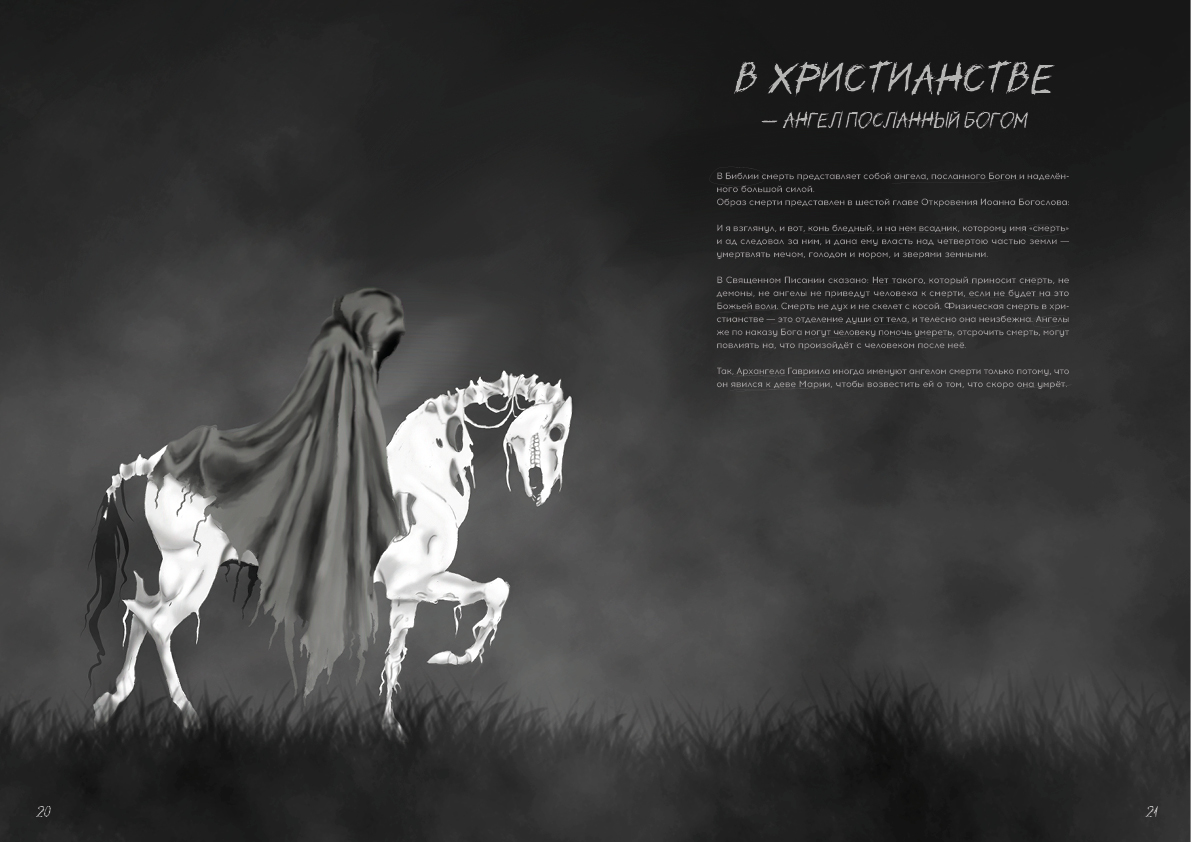 В ХРИСТИАНСТВЕ
— АНГЕЛ ПОСЛАННЫЙ БОГОМ
В Библии смерть представляет собой ангела, посланного Богом и наделён-
ного большой силой.
Образ смерти представлен в шестой главе Откровения Иоанна Богослова:
И я взглянул, и вот, конь бледный, и на нем всадник, которому имя «смерть»
и ад следовал за ним, и дана ему власть над четвертою частью земли —
умертвлять мечом, голодом и мором, и зверями земными.
В Священном Писании сказано: Нет такого, который приносит смерть, не
демоны, не ангелы не приведут человека к смерти, если не будет на это
Божьей воли. Смерть не дух и не скелет с косой. Физическая смерть в хри-
стианстве — это отделение души от тела, и телесно она неизбежна. Ангелы
же по наказу Бога могут человеку помочь умереть, отсрочить смерть, могут
повлиять на, что произойдёт с человеком после неё.
Так, Архангела Гавриила иногда именуют ангелом смерти только потому, что
он явился к деве Марии, чтобы возвестить ей о том, что скоро она умрёт.
20
21